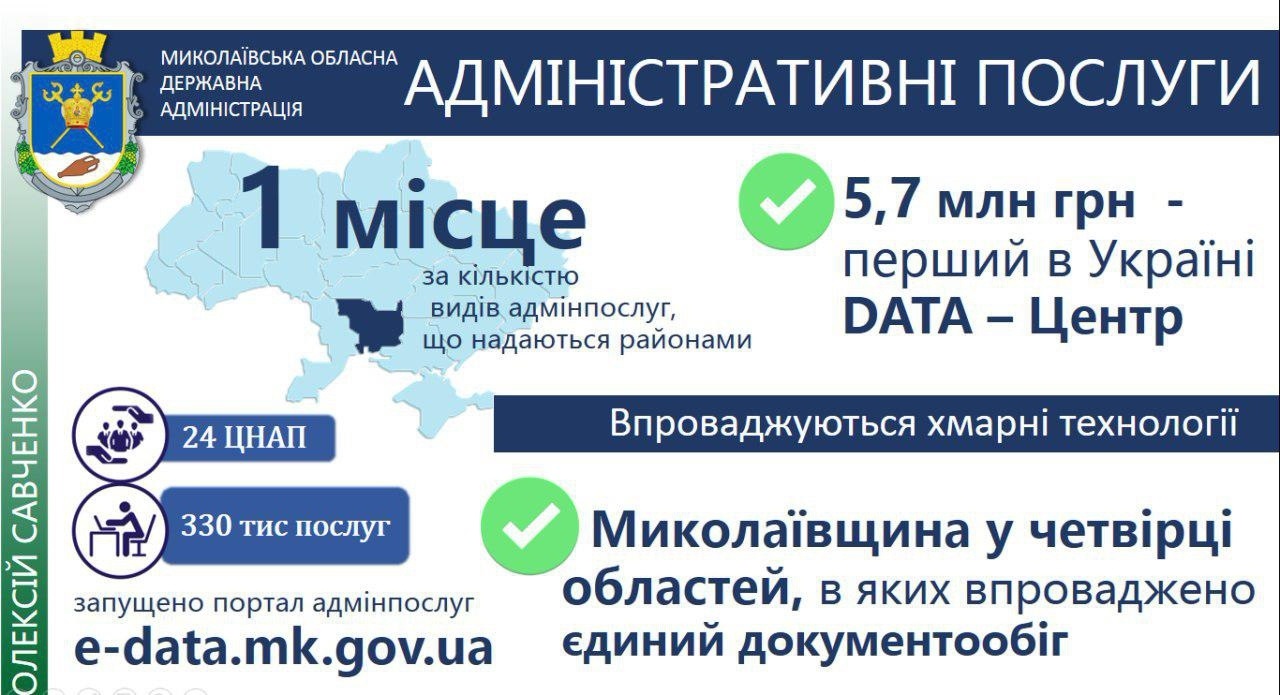 МИКОЛАЇВСЬКА ОБЛАСНА
ДЕРЖАВНА
АДМІНІСТРАЦІЯ
АДМІНІСТРАТИВНІ ПОСЛУГИ
1 місце
за кількістю
видів адмінпослуг,
що надаються районами
5,7 млн грн -
перший в Україні
DATA – Центр
Впроваджуються хмарні технології
24 ЦНАП
330 тис послуг
запущено портал адмінпослуг
e-data.mk.gov.ua
Миколаївщина у четвірці
областей, в яких впроваджено
єдиний документообіг
ОЛЕКСІЙ САВЧЕНКО